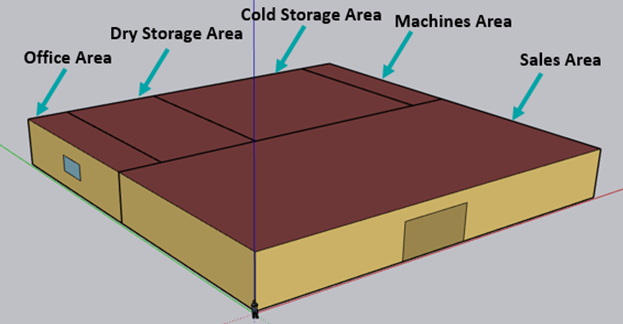 Office Area
Dry Storage Area
Cold Storage Area
Machines Area
Sales Area